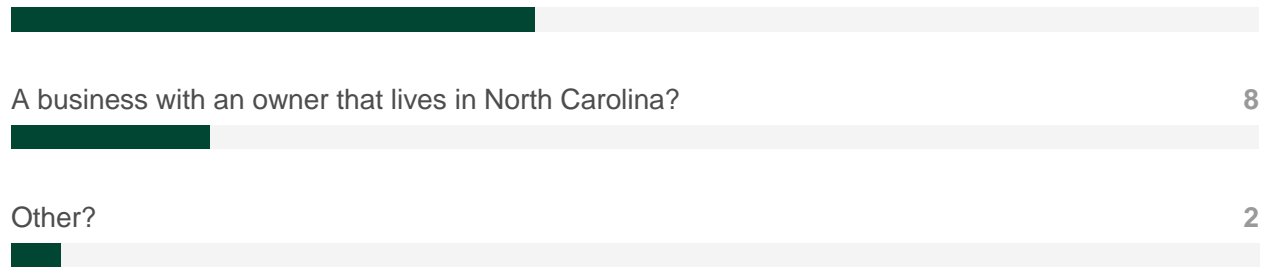 A business with an owner that lives in North Carolina? 8
Other? 2